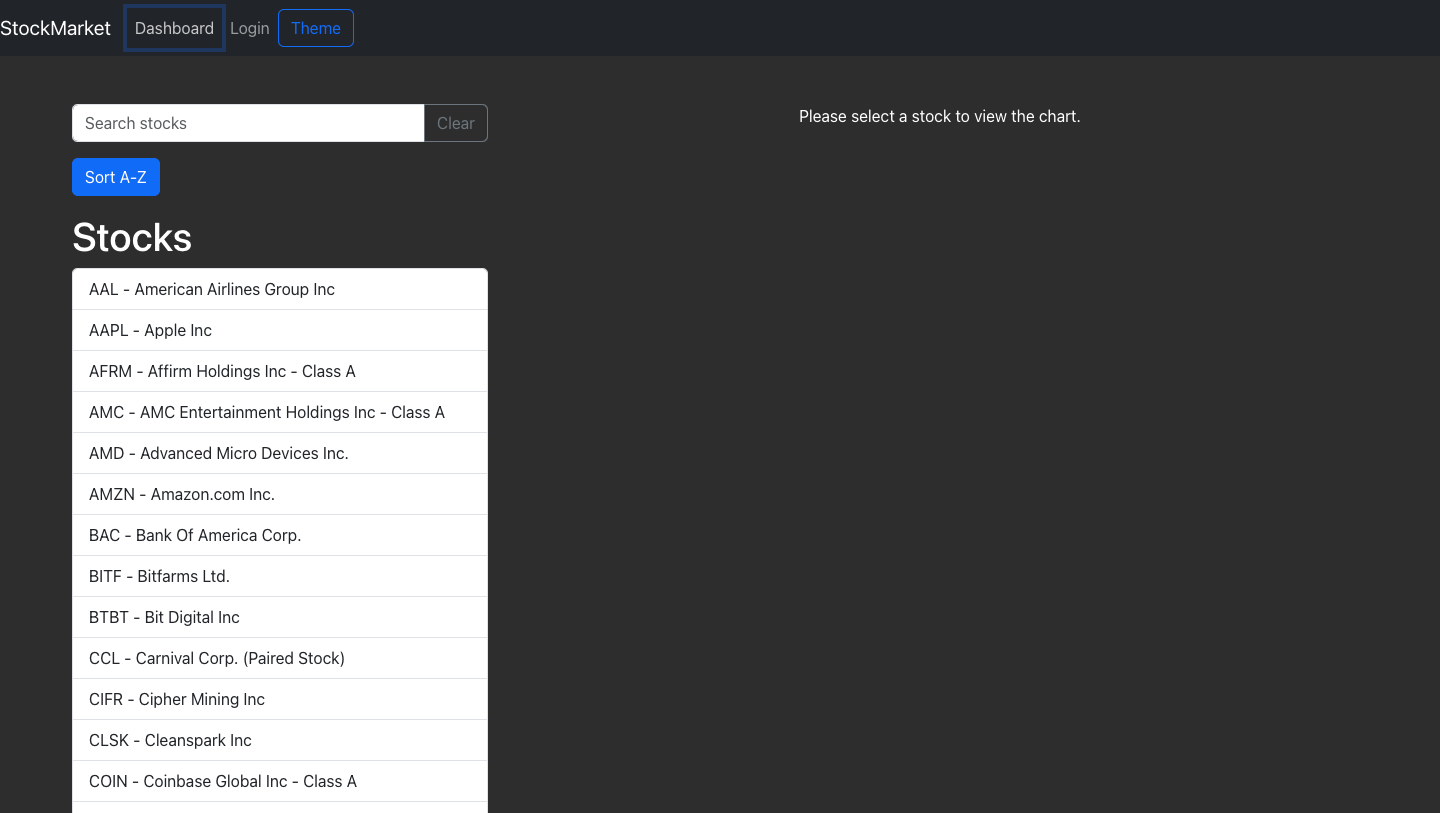 StockMarket Dashboard Login Theme
Search stocks Clear
Please select a stock to view the chart.
Sort A-Z
Stocks
AAL - American Airlines Group Inc
AAPL - Apple Inc
AFRM - Affirm Holdings Inc - Class A
AMC - AMC Entertainment Holdings Inc - Class A
AMD - Advanced Micro Devices Inc.
AMZN - Amazon.com Inc.
BAC - Bank Of America Corp.
BITF - Bitfarms Ltd.
BTBT - Bit Digital Inc
CCL - Carnival Corp. (Paired Stock)
CIFR - Cipher Mining Inc
CLSK - Cleanspark Inc
COIN - Coinbase Global Inc - Class A